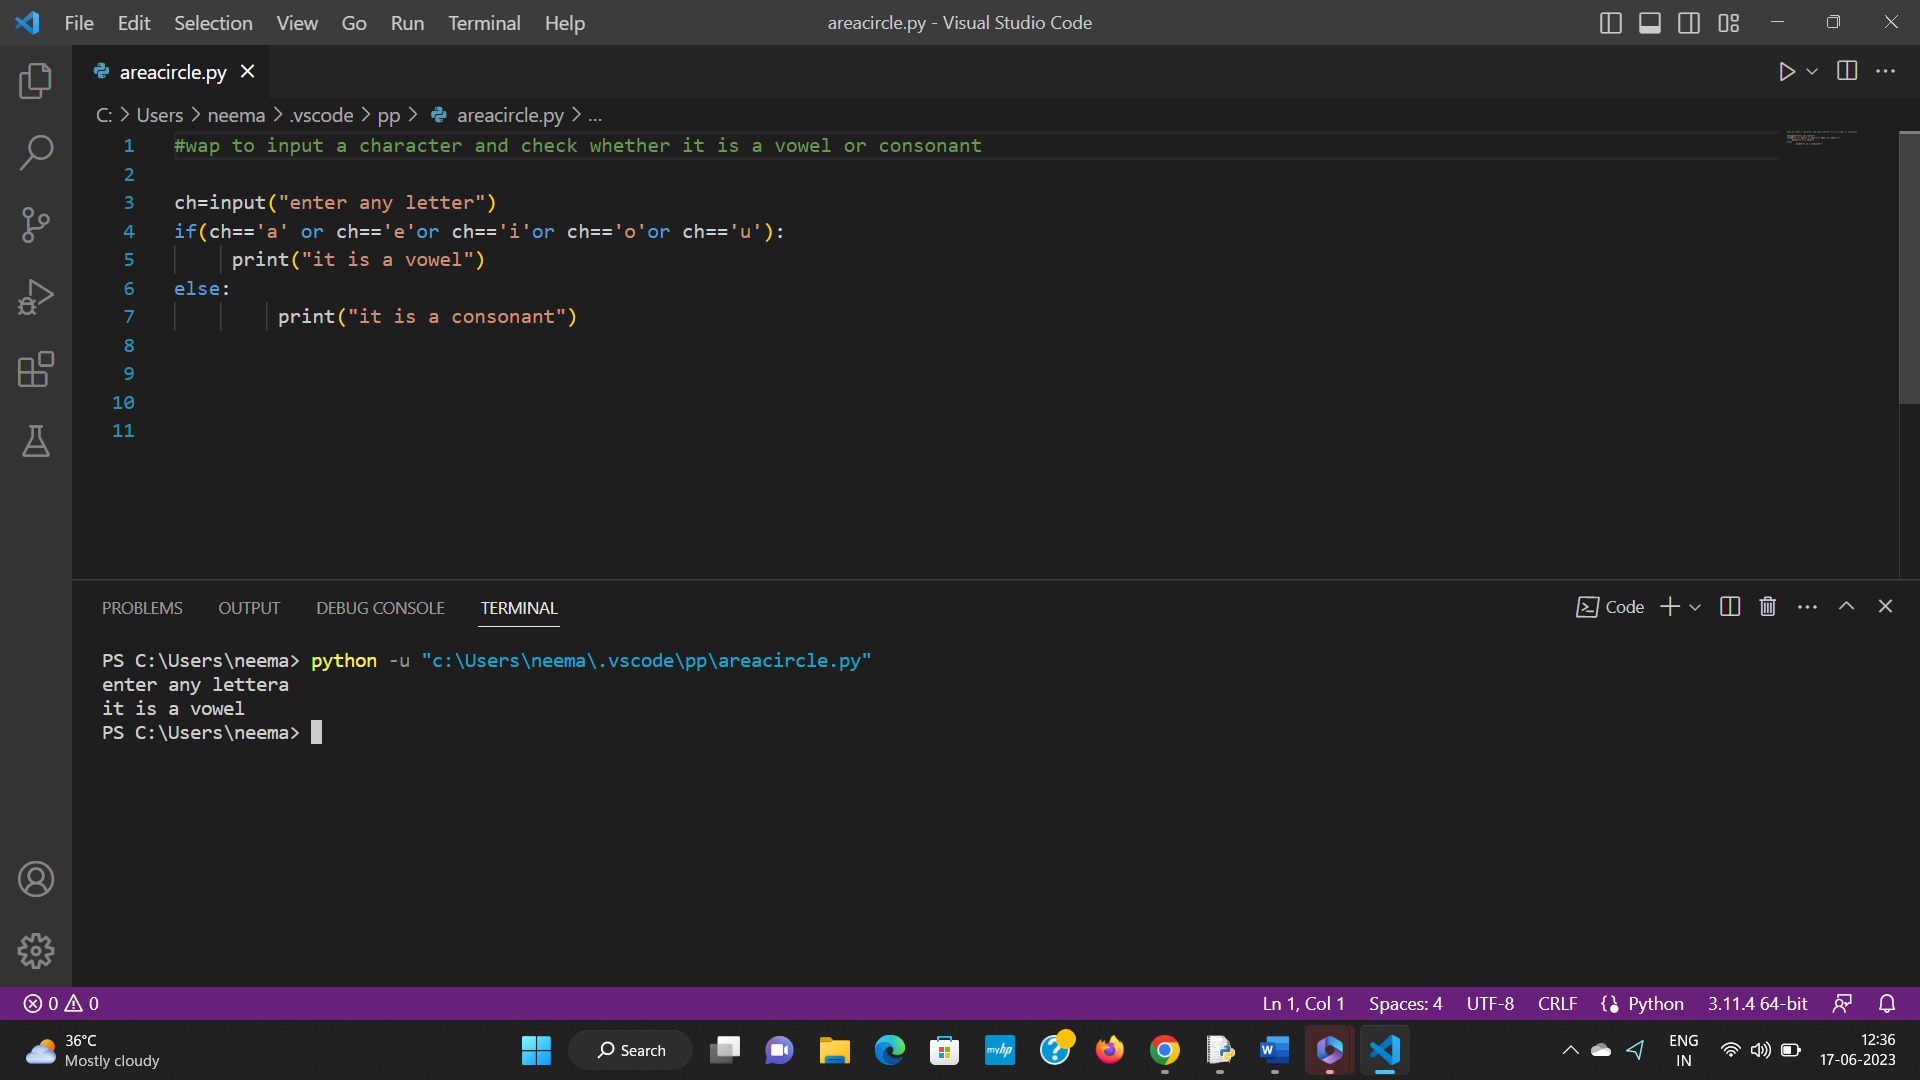 File Edit Selection View Go Run Terminal Help areacircle.py - Visual Studio Code
areacircle.py
C: > Users > neema > .vscode > pp > areacircle.py > ...
1 #wap to input a character and check whether it is a vowel or consonant
2
3 ch=input("enter any letter")
4 if(ch=='a' or ch=='e'or ch=='i'or ch=='o'or ch=='u'):
5 print("it is a vowel")
6 else:
7 print("it is a consonant")
8
9
10
11
PROBLEMS OUTPUT DEBUG CONSOLE TERMINAL Code
PS C:\Users\neema> python -u "c:\Users\neema\.vscode\pp\areacircle.py"
enter any lettera
it is a vowel
PS C:\Users\neema>
0 0 Ln 1, Col 1 Spaces: 4 UTF-8 CRLF Python 3.11.4 64-bit
36°C
Mostly cloudy
Search
myhp
ENG
IN
12:36
17-06-2023